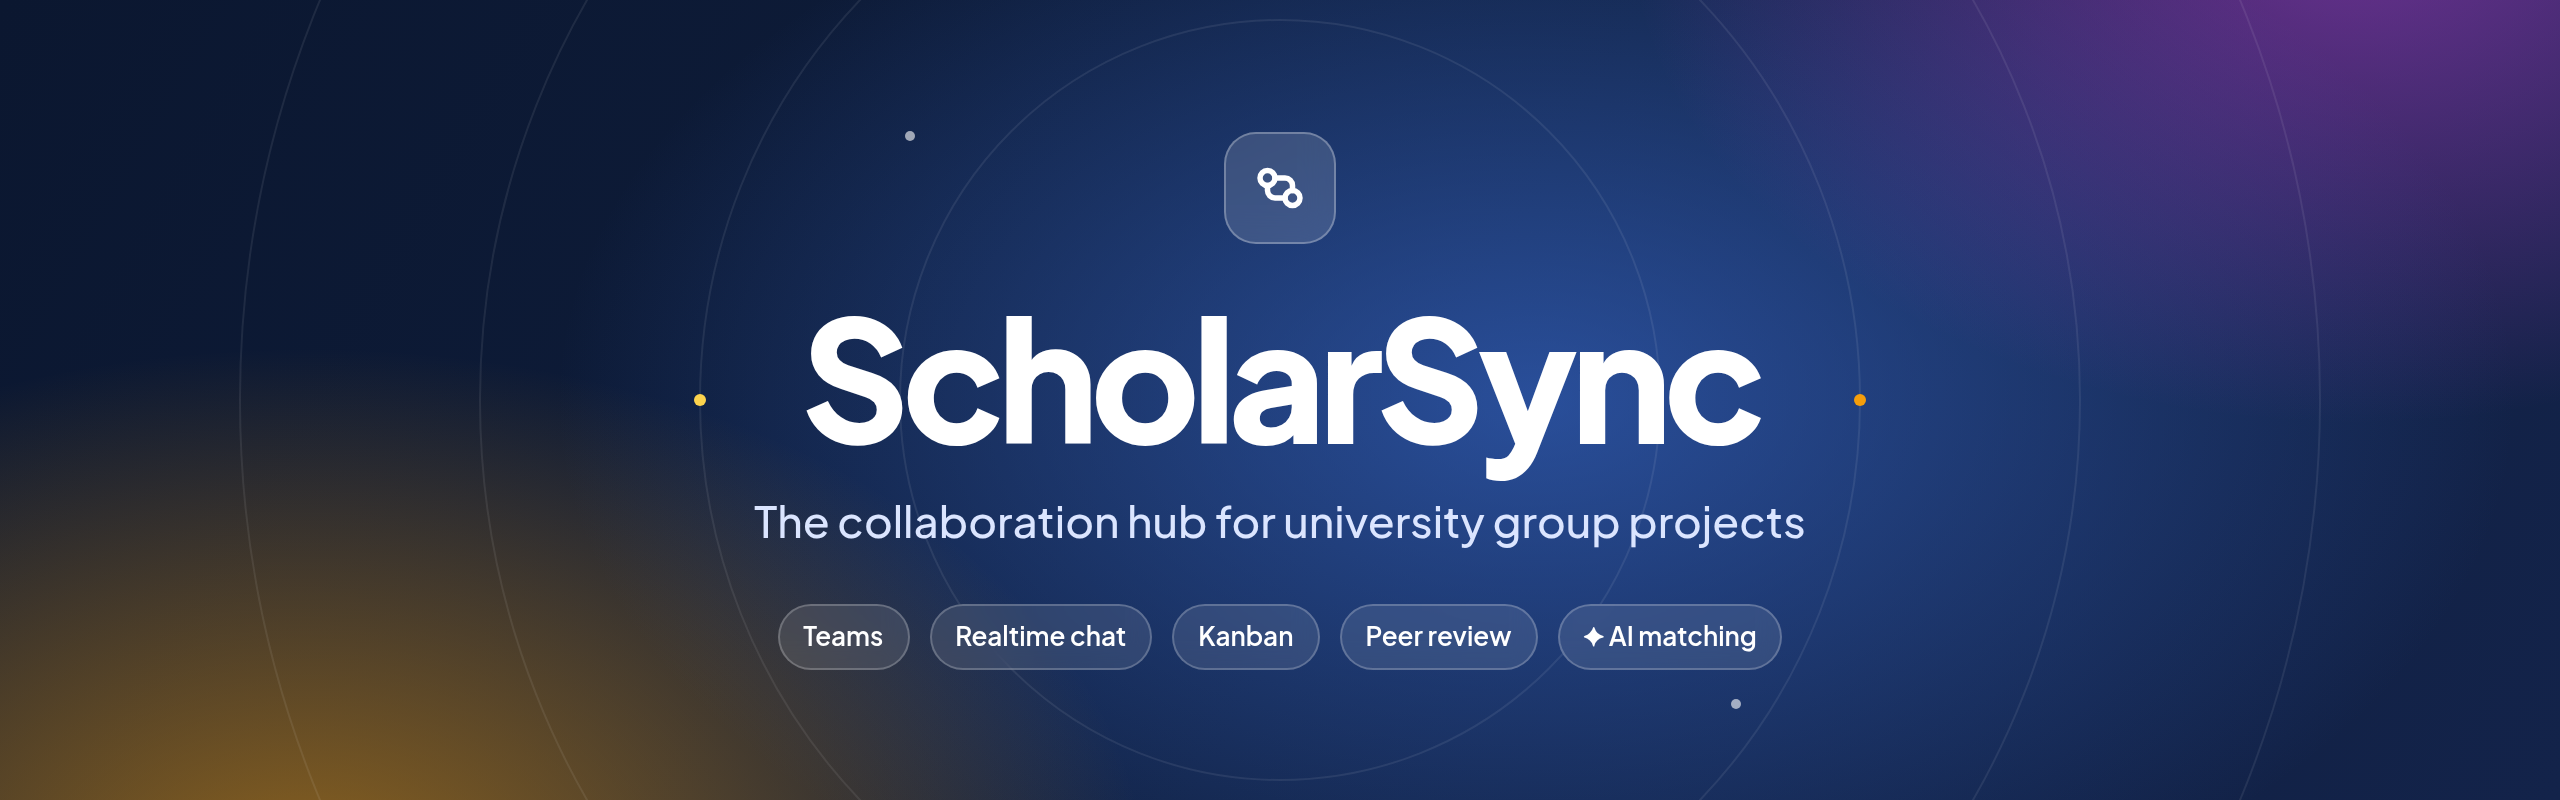 ScholarSync
The collaboration hub for university group projects
Teams Realtime chat Kanban Peer review ✦ AI matching